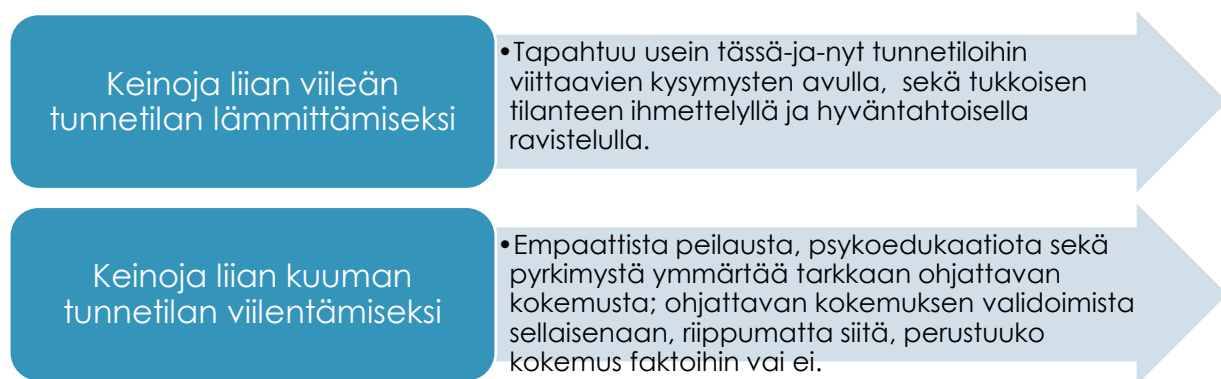 Keinoja liian viileän
tunnetilan lämmittämiseksi
•Tapahtuu usein tässä-ja-nyt tunnetiloihin
viittaavien kysymysten avulla, sekä tukkoisen
tilanteen ihmettelyllä ja hyväntahtoisella
ravistelulla.
Keinoja liian kuuman
tunnetilan viilentämiseksi
•Empaattista peilausta, psykoedukaatiota sekä
pyrkimystä ymmärtää tarkkaan ohjattavan
kokemusta; ohjattavan kokemuksen validoimista
sellaisenaan, riippumatta siitä, perustuuko
kokemus faktoihin vai ei.